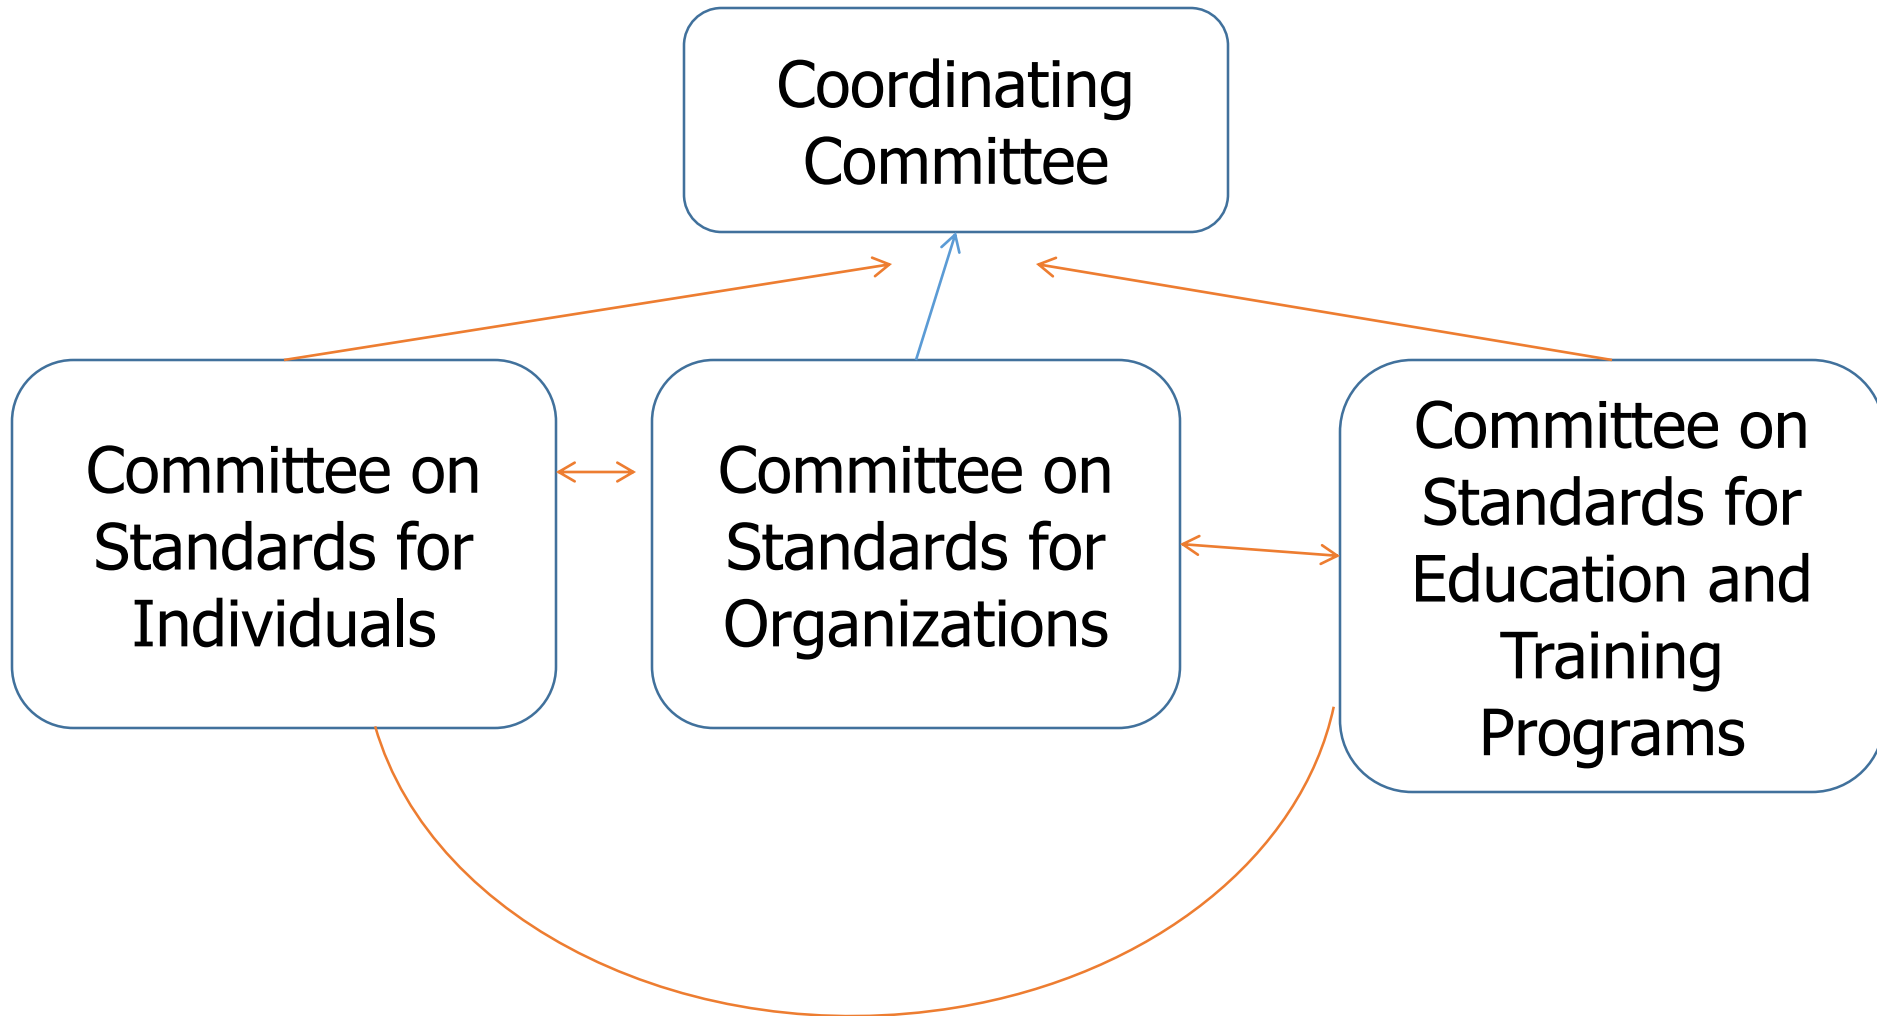 Coordinating
Committee
Committee on
Standards for
Individuals
Committee on
Standards for
Organizations
Committee on
Standards for
Education and
Training
Programs